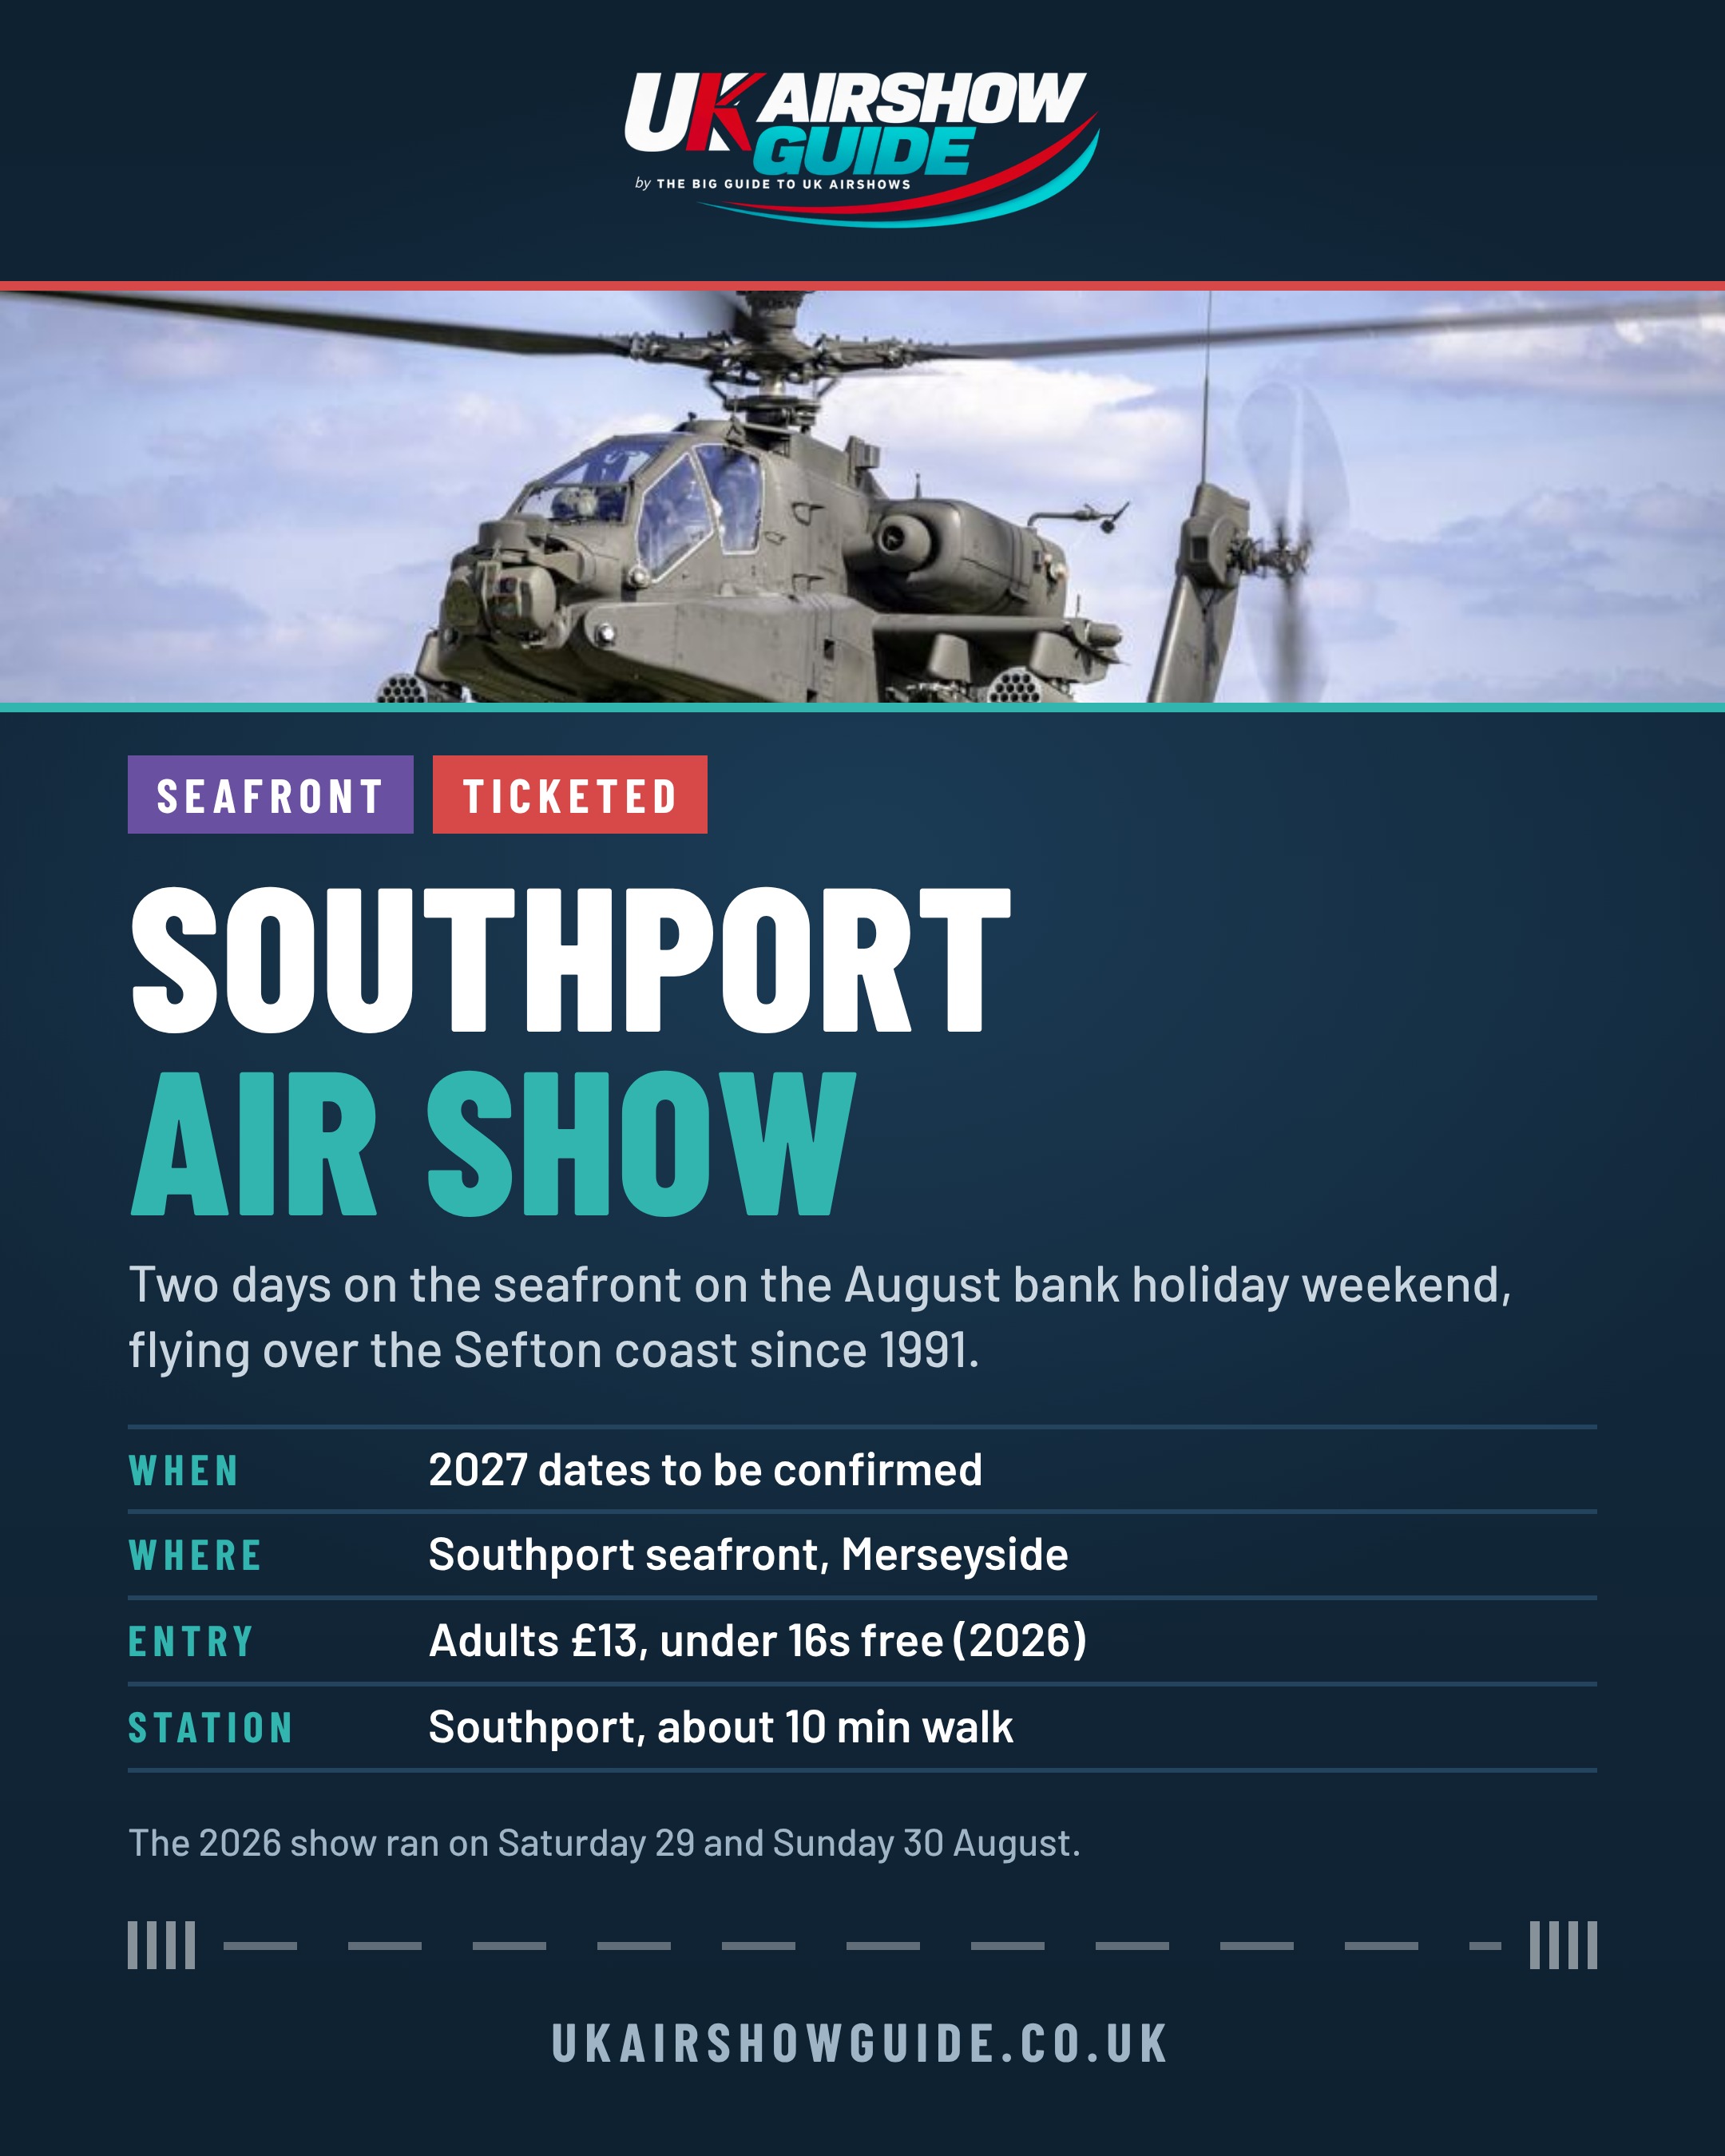 UK AIRSHOW
GUIDE
by THE BIG GUIDE TO UK AIRSHOWS
SEAFRONT TICKETED
SOUTHPORT
AIR SHOW
Two days on the seafront on the August bank holiday weekend,
flying over the Sefton coast since 1991.
WHEN 2027 dates to be confirmed
WHERE Southport seafront, Merseyside
ENTRY Adults £13, under 16s free (2026)
STATION Southport, about 10 min walk
The 2026 show ran on Saturday 29 and Sunday 30 August.
UKAIRSHOWGUIDE.CO.UK